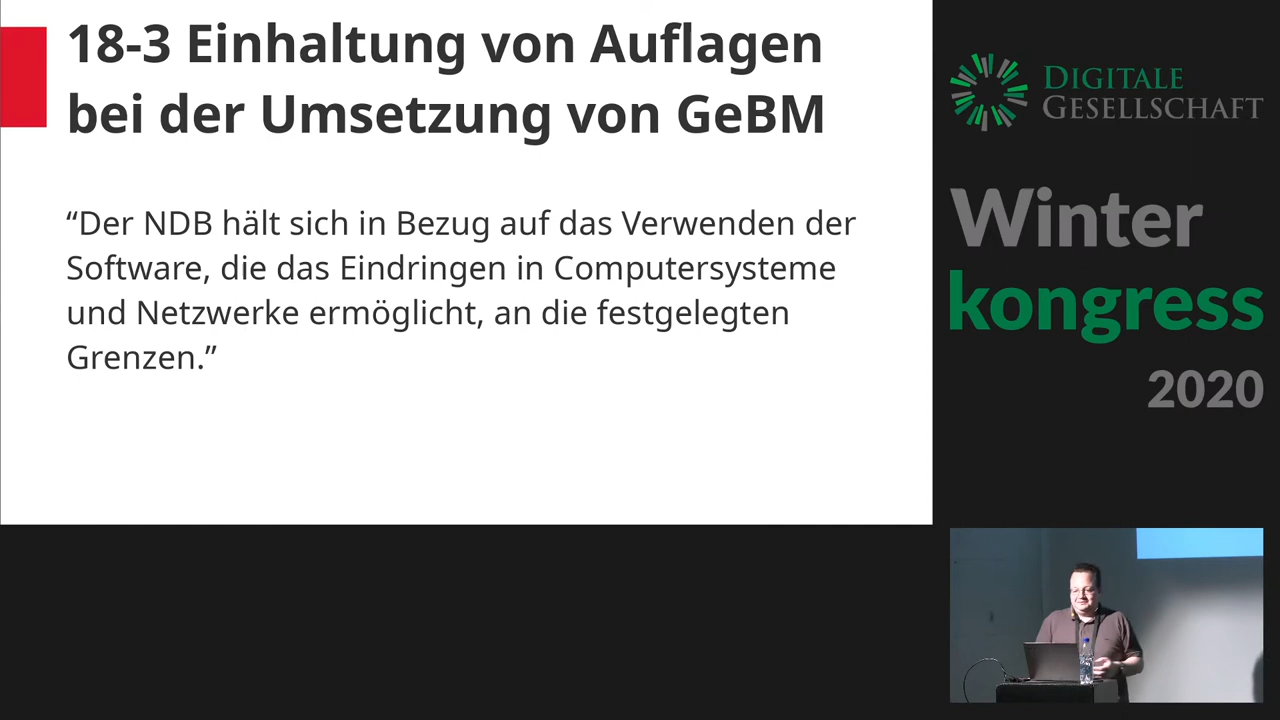 18-3 Einhaltung von Auflagen
bei der Umsetzung von GeBM
“Der NDB hält sich in Bezug auf das Verwenden der
Software, die das Eindringen in Computersysteme
und Netzwerke ermöglicht, an die festgelegten
Grenzen.”
DIGITALE
GESELLSCHAFT
Winter
kongress
2020